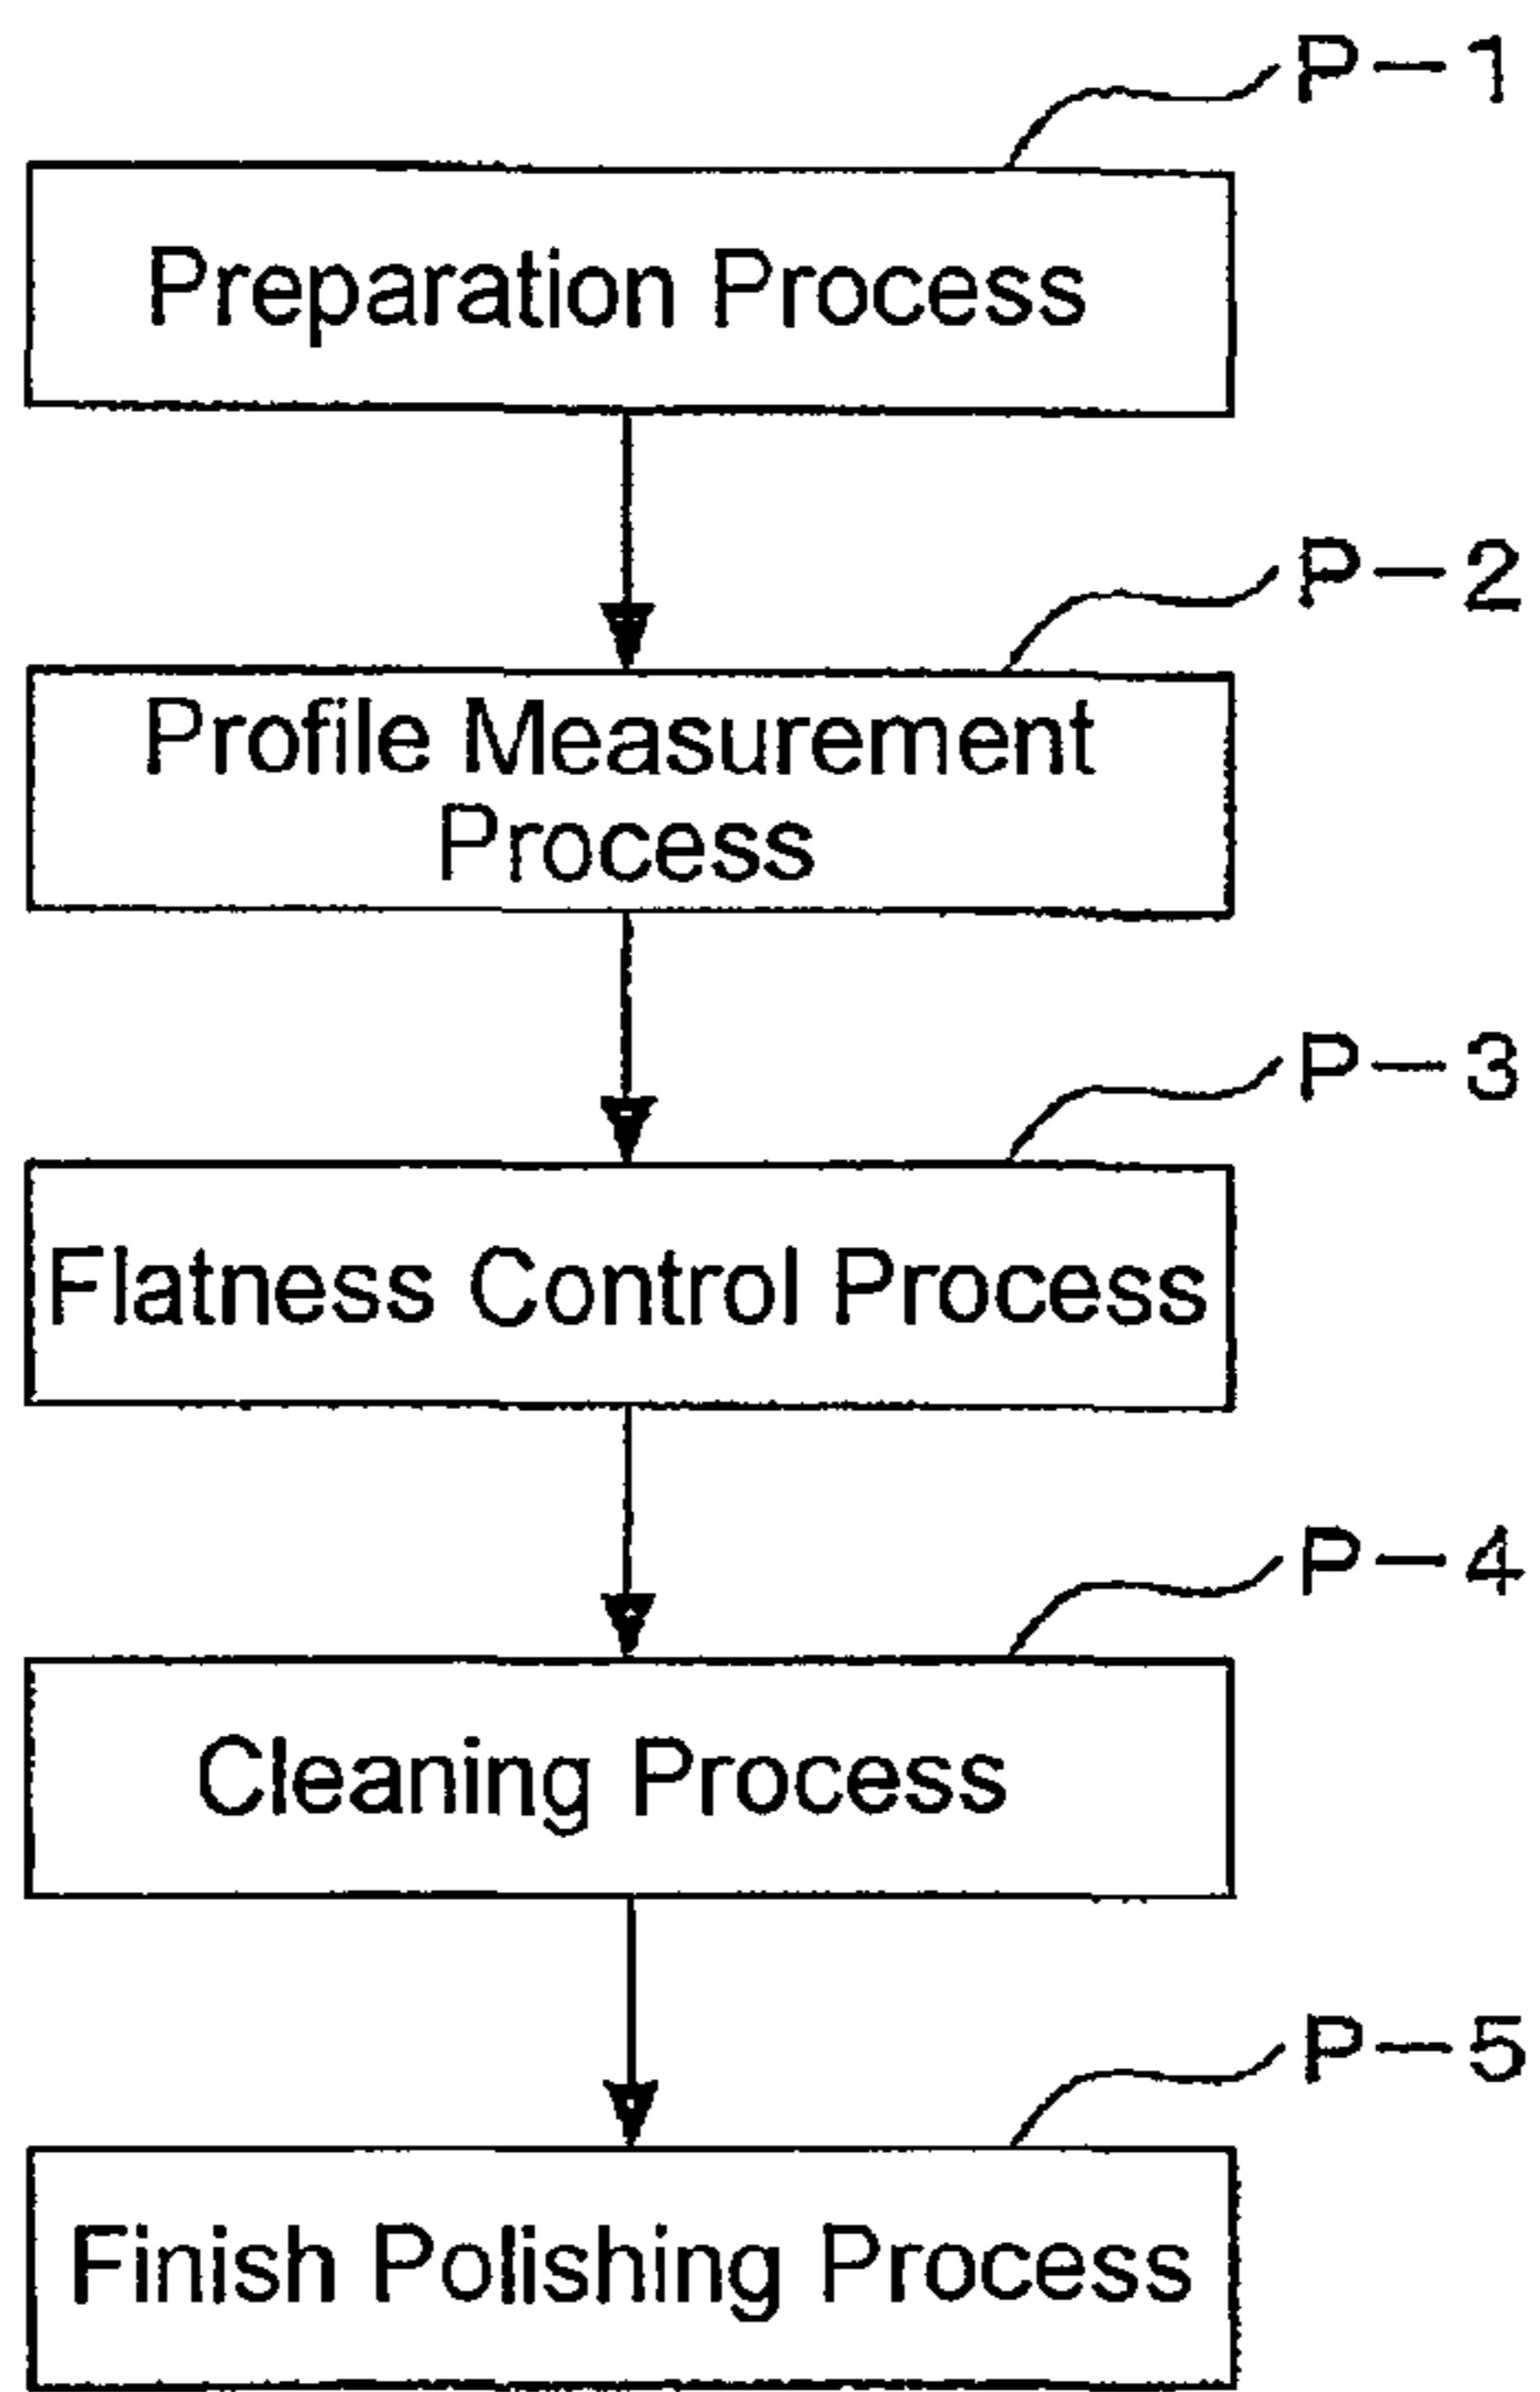 P-1
Preparation Process
P-2
Profile Measurement
Process
P-3
Flatness Control Process
P-4
Cleaning Process
P-5
Finish Polishing Process